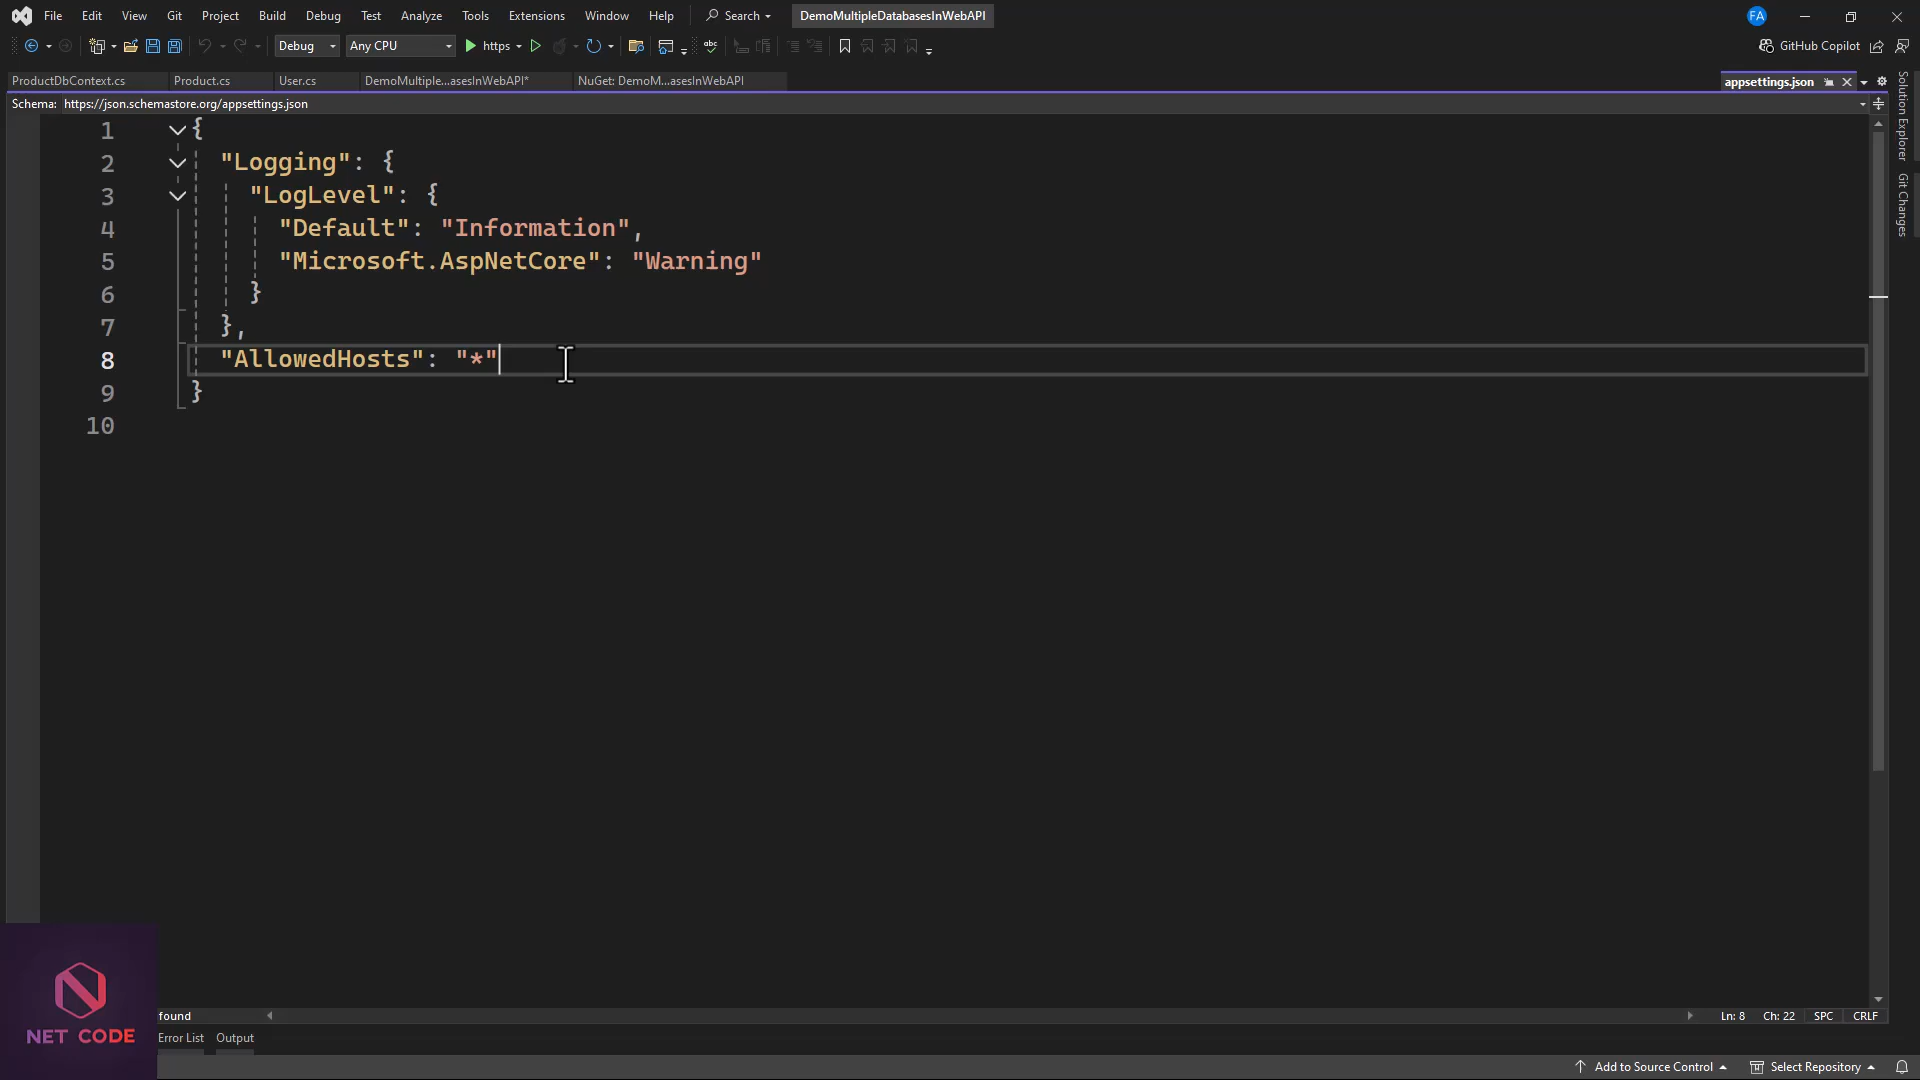 File Edit View Git Project Build Debug Test Analyze Tools Extensions Window Help Search DemoMultipleDatabasesInWebAPI FA
Debug Any CPU https GitHub Copilot
ProductDbContext.cs Product.cs User.cs DemoMultiple...asesInWebAPI* NuGet: DemoM...asesInWebAPI appsettings.json
Schema: https://json.schemastore.org/appsettings.json
1 {
2 "Logging": {
3 "LogLevel": {
4 "Default": "Information",
5 "Microsoft.AspNetCore": "Warning"
6 }
7 },
8 "AllowedHosts": "*"
9 }
10
Solution Explorer
Git Changes
NET CODE
found Ln: 8 Ch: 22 SPC CRLF
Error List Output
Add to Source Control Select Repository